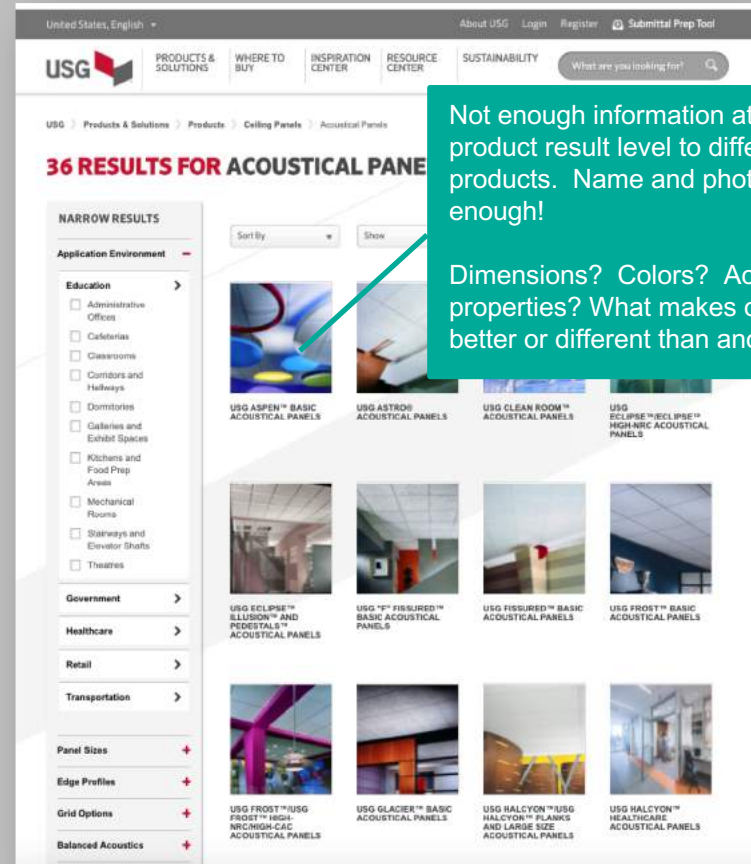 United States, English
About USG Login Register Submittal Prep Tool
USG
PRODUCTS & SOLUTIONS
WHERE TO BUY
INSPIRATION CENTER
RESOURCE CENTER
SUSTAINABILITY
What are you looking for?
USG > Products & Solutions > Products > Ceiling Panels > Acoustical Panels
36 RESULTS FOR ACOUSTICAL PANE
Not enough information at
product result level to diffe
products. Name and phot
enough!
Dimensions? Colors? Ac
properties? What makes
better or different than
NARROW RESULTS
Sort By
Show
Application Environment
Education >
Administrative
Offices
Cafeterias
Classrooms
Corridors and
Hallways
Dormitories
Galleries and
Exhibit Spaces
Kitchens and
Food Prep
Areas
Mechanical
Rooms
Stairways and
Elevator Shafts
Theatres
Government >
Healthcare >
Retail >
Transportation >
Panel Sizes +
Edge Profiles +
Grid Options +
Balanced Acoustics +
USG ASPEN™ BASIC
ACOUSTICAL PANELS
USG ASTRO®
ACOUSTICAL PANELS
USG CLEAN ROOM™
ACOUSTICAL PANELS
USG
ECLIPSE™/ECLIPSE™
HIGH-NRC ACOUSTICAL
PANELS
USG ECLIPSE™
ILLUSION™ AND
PEDESTALS™
ACOUSTICAL PANELS
USG "F" FISSURED™
BASIC ACOUSTICAL
PANELS
USG FISSURED™ BASIC
ACOUSTICAL PANELS
USG FROST™ BASIC
ACOUSTICAL PANELS
USG FROST™/USG
FROST™ HIGH-
NRC/HIGH-CAC
ACOUSTICAL PANELS
USG GLACIER™ BASIC
ACOUSTICAL PANELS
USG HALCYON™/USG
HALCYON™ PLANKS
AND LARGE SIZE
ACOUSTICAL PANELS
USG HALCYON™
HEALTHCARE
ACOUSTICAL PANELS